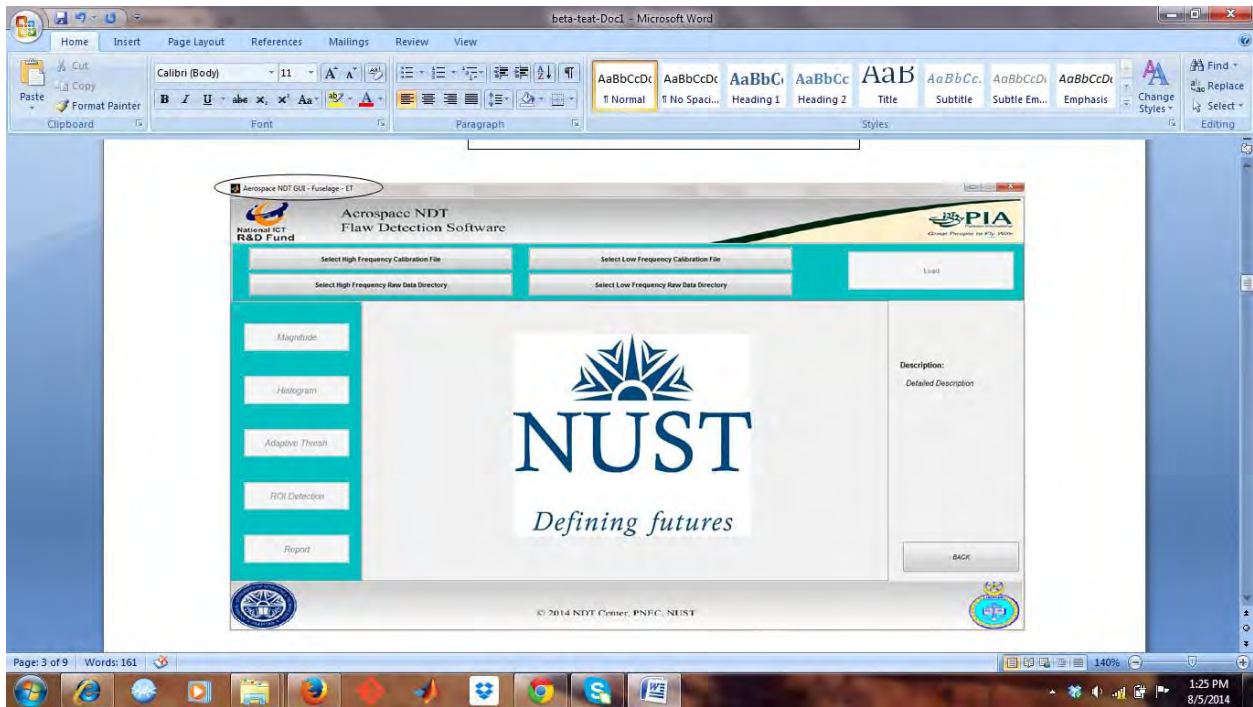 beta-teat-Doc1 - Microsoft Word
Home Insert Page Layout References Mailings Review View
Paste
Cut
Copy
Format Painter
Clipboard
Calibri (Body) 11
Font
Paragraph
AaBbCcDc AaBbCcDc AaBbC AaBbCc AaB AaBbCc. AaBbCcDc AaBbCcDc
¶ Normal ¶ No Spaci... Heading 1 Heading 2 Title Subtitle Subtle Em... Emphasis
Change Styles
Styles
Find
Replace
Select
Editing
Aerospace NDT GUI - Fuselage - ET
National ICT
R&D Fund
Aerospace NDT
Flaw Detection Software
PIA
Great People to Fly With
Select High Frequency Calibration File
Select Low Frequency Calibration File
Load
Select High Frequency Raw Data Directory
Select Low Frequency Raw Data Directory
Magnitude
Histogram
Adaptive Thresh
ROI Detection
Report
NUST
Defining futures
Description:
Detailed Description
BACK
© 2014 NDT Center, PNEC, NUST
Page: 3 of 9 Words: 161
140%
1:25 PM
8/5/2014